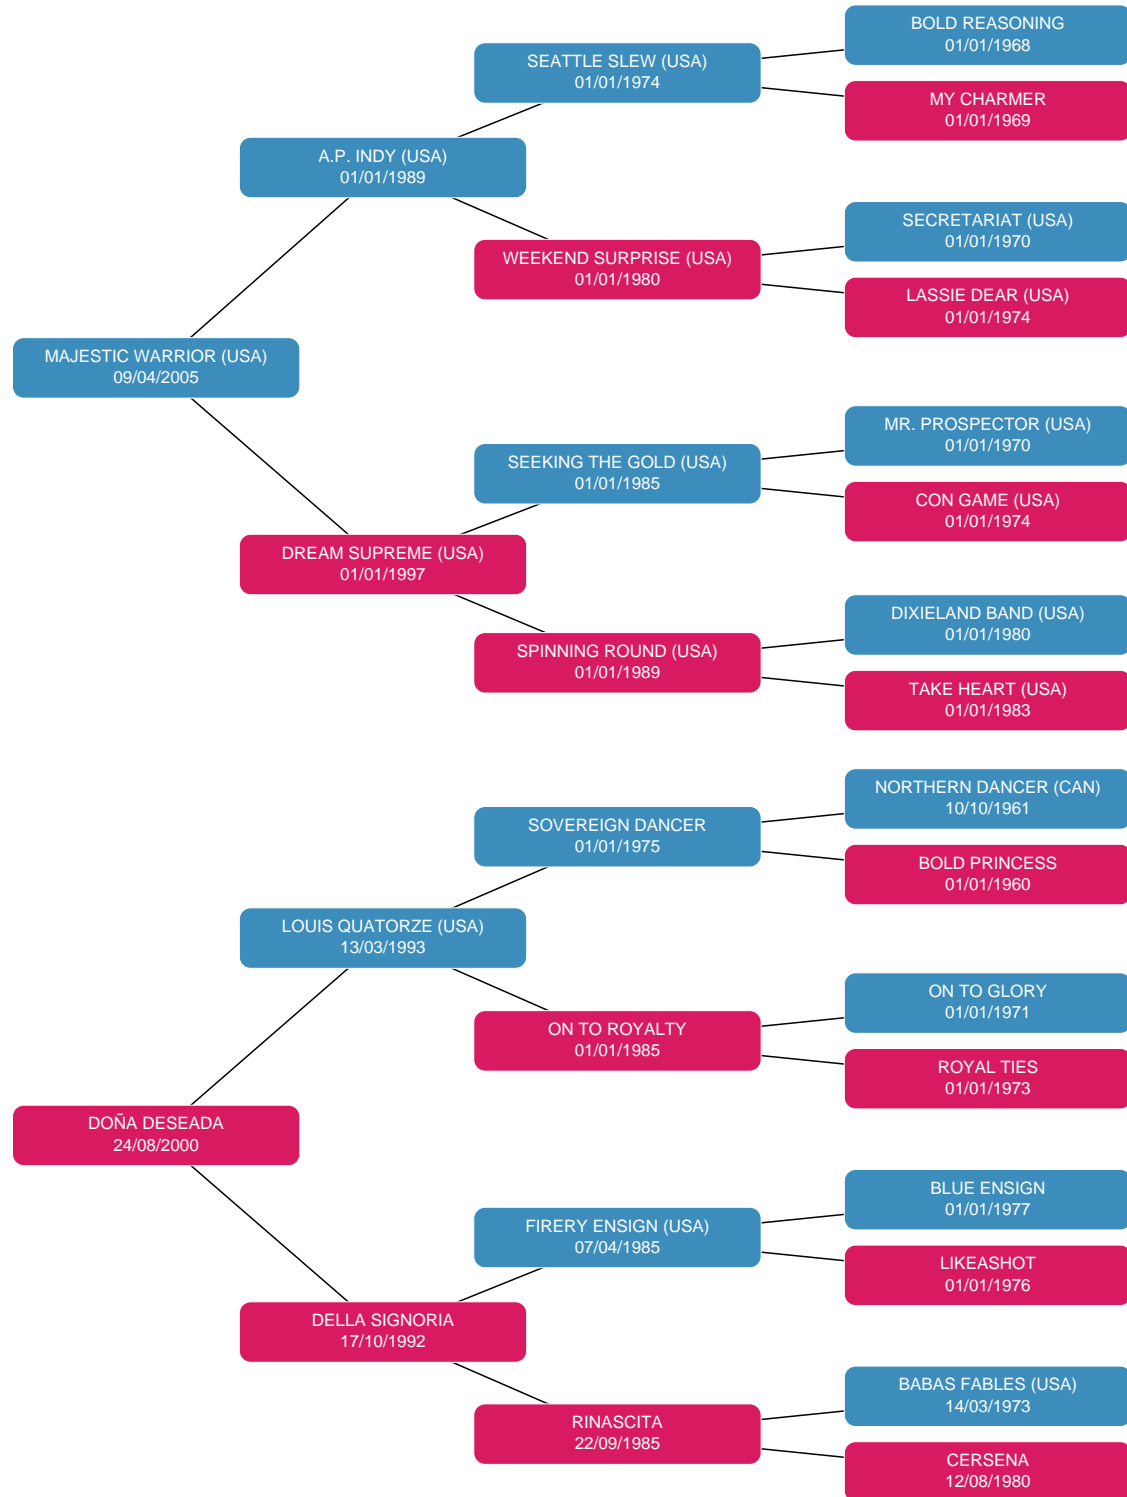 BOLD REASONING
01/01/1968
SEATTLE SLEW (USA)
01/01/1974
MY CHARMER
01/01/1969
A.P. INDY (USA)
01/01/1989
SECRETARIAT (USA)
01/01/1970
WEEKEND SURPRISE (USA)
01/01/1980
LASSIE DEAR (USA)
01/01/1974
MAJESTIC WARRIOR (USA)
09/04/2005
MR. PROSPECTOR (USA)
01/01/1970
SEEKING THE GOLD (USA)
01/01/1985
CON GAME (USA)
01/01/1974
DREAM SUPREME (USA)
01/01/1997
DIXIELAND BAND (USA)
01/01/1980
SPINNING ROUND (USA)
01/01/1989
TAKE HEART (USA)
01/01/1983
NORTHERN DANCER (CAN)
10/10/1961
SOVEREIGN DANCER
01/01/1975
BOLD PRINCESS
01/01/1960
LOUIS QUATORZE (USA)
13/03/1993
ON TO GLORY
01/01/1971
ON TO ROYALTY
01/01/1985
ROYAL TIES
01/01/1973
DOÑA DESEADA
24/08/2000
BLUE ENSIGN
01/01/1977
FIRERY ENSIGN (USA)
07/04/1985
LIKEASHOT
01/01/1976
DELLA SIGNORIA
17/10/1992
BABAS FABLES (USA)
14/03/1973
RINASCITA
22/09/1985
CERSENA
12/08/1980